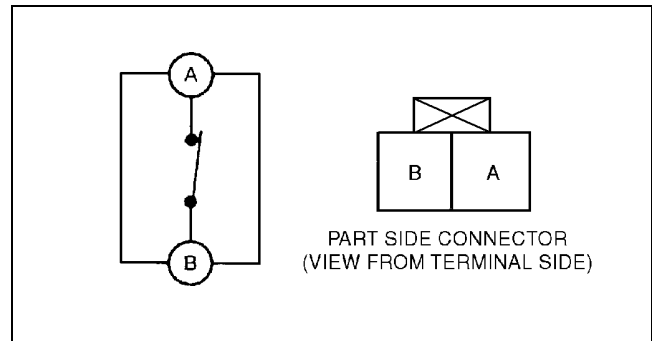 A
B
B A
PART SIDE CONNECTOR
(VIEW FROM TERMINAL SIDE)